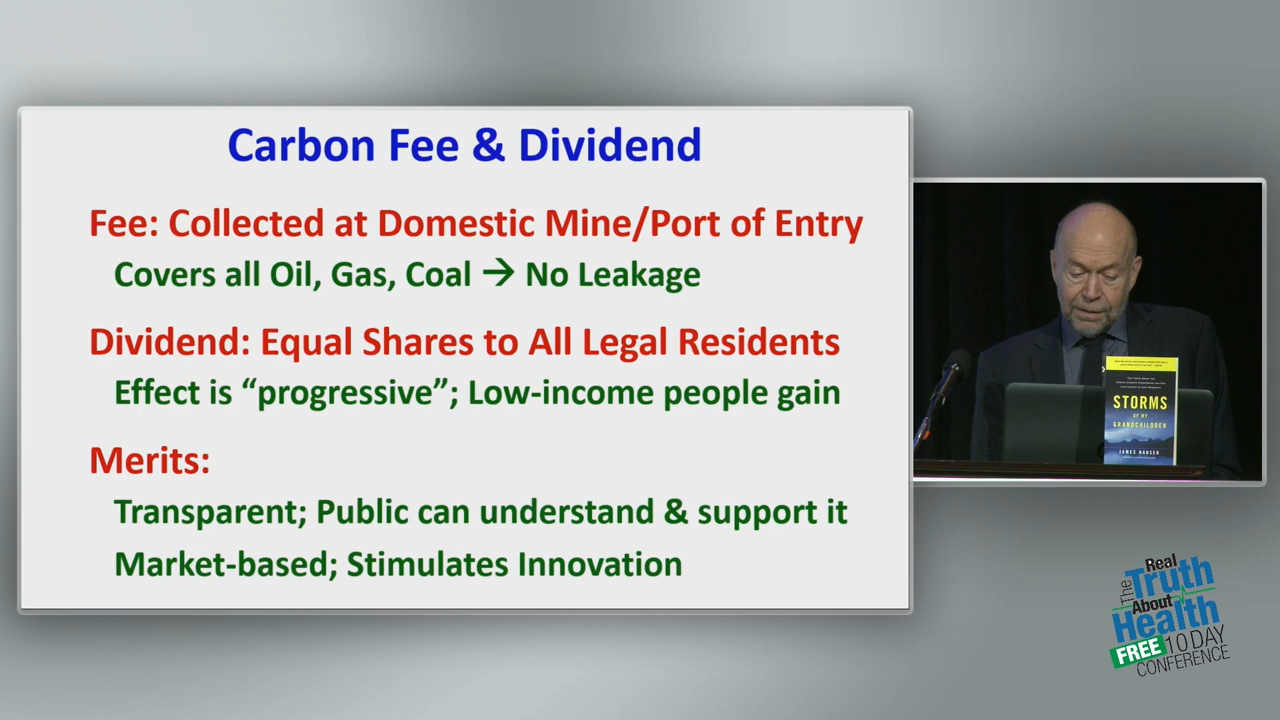 Carbon Fee & Dividend
Fee: Collected at Domestic Mine/Port of Entry
Covers all Oil, Gas, Coal → No Leakage
Dividend: Equal Shares to All Legal Residents
Effect is “progressive”; Low-income people gain
Merits:
Transparent; Public can understand & support it
Market-based; Stimulates Innovation
STORMS
OF MY
GRANDCHILDREN
JAMES HANSEN
The Real
Truth
About
Health
FREE 10 DAY
CONFERENCE